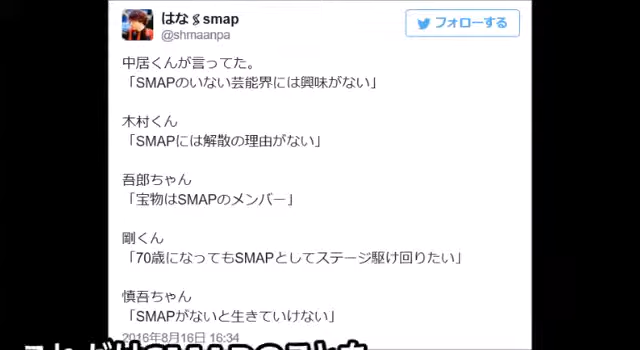 はな🎸smap
@shmaanpa
フォローする
中居くんが言ってた。
「SMAPのいない芸能界には興味がない」
木村くん
「SMAPには解散の理由がない」
吾郎ちゃん
「宝物はSMAPのメンバー」
剛くん
「70歳になってもSMAPとしてステージ駆け回りたい」
慎吾ちゃん
「SMAPがないと生きていけない」
2016年8月16日 16:34